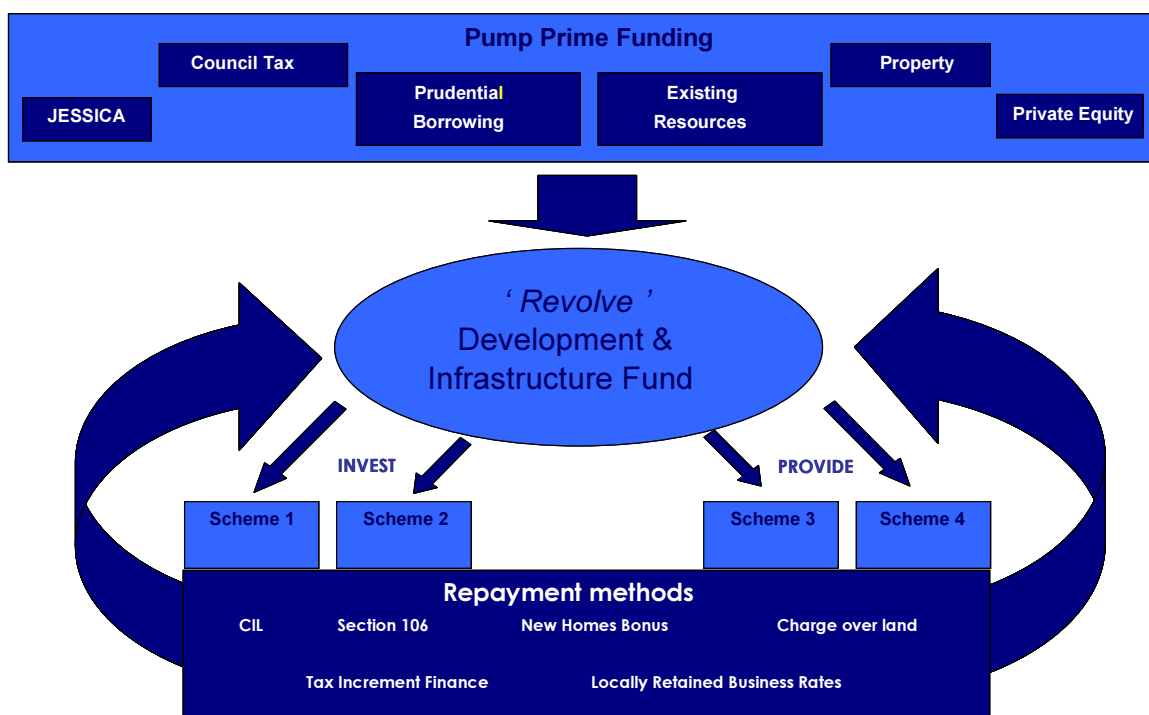 Pump Prime Funding
Council Tax
Property
JESSICA
Prudential
Borrowing
Existing
Resources
Private Equity
‘ Revolve ’
Development &
Infrastructure Fund
INVEST
PROVIDE
Scheme 1
Scheme 2
Scheme 3
Scheme 4
Repayment methods
CIL
Section 106
New Homes Bonus
Charge over land
Tax Increment Finance
Locally Retained Business Rates